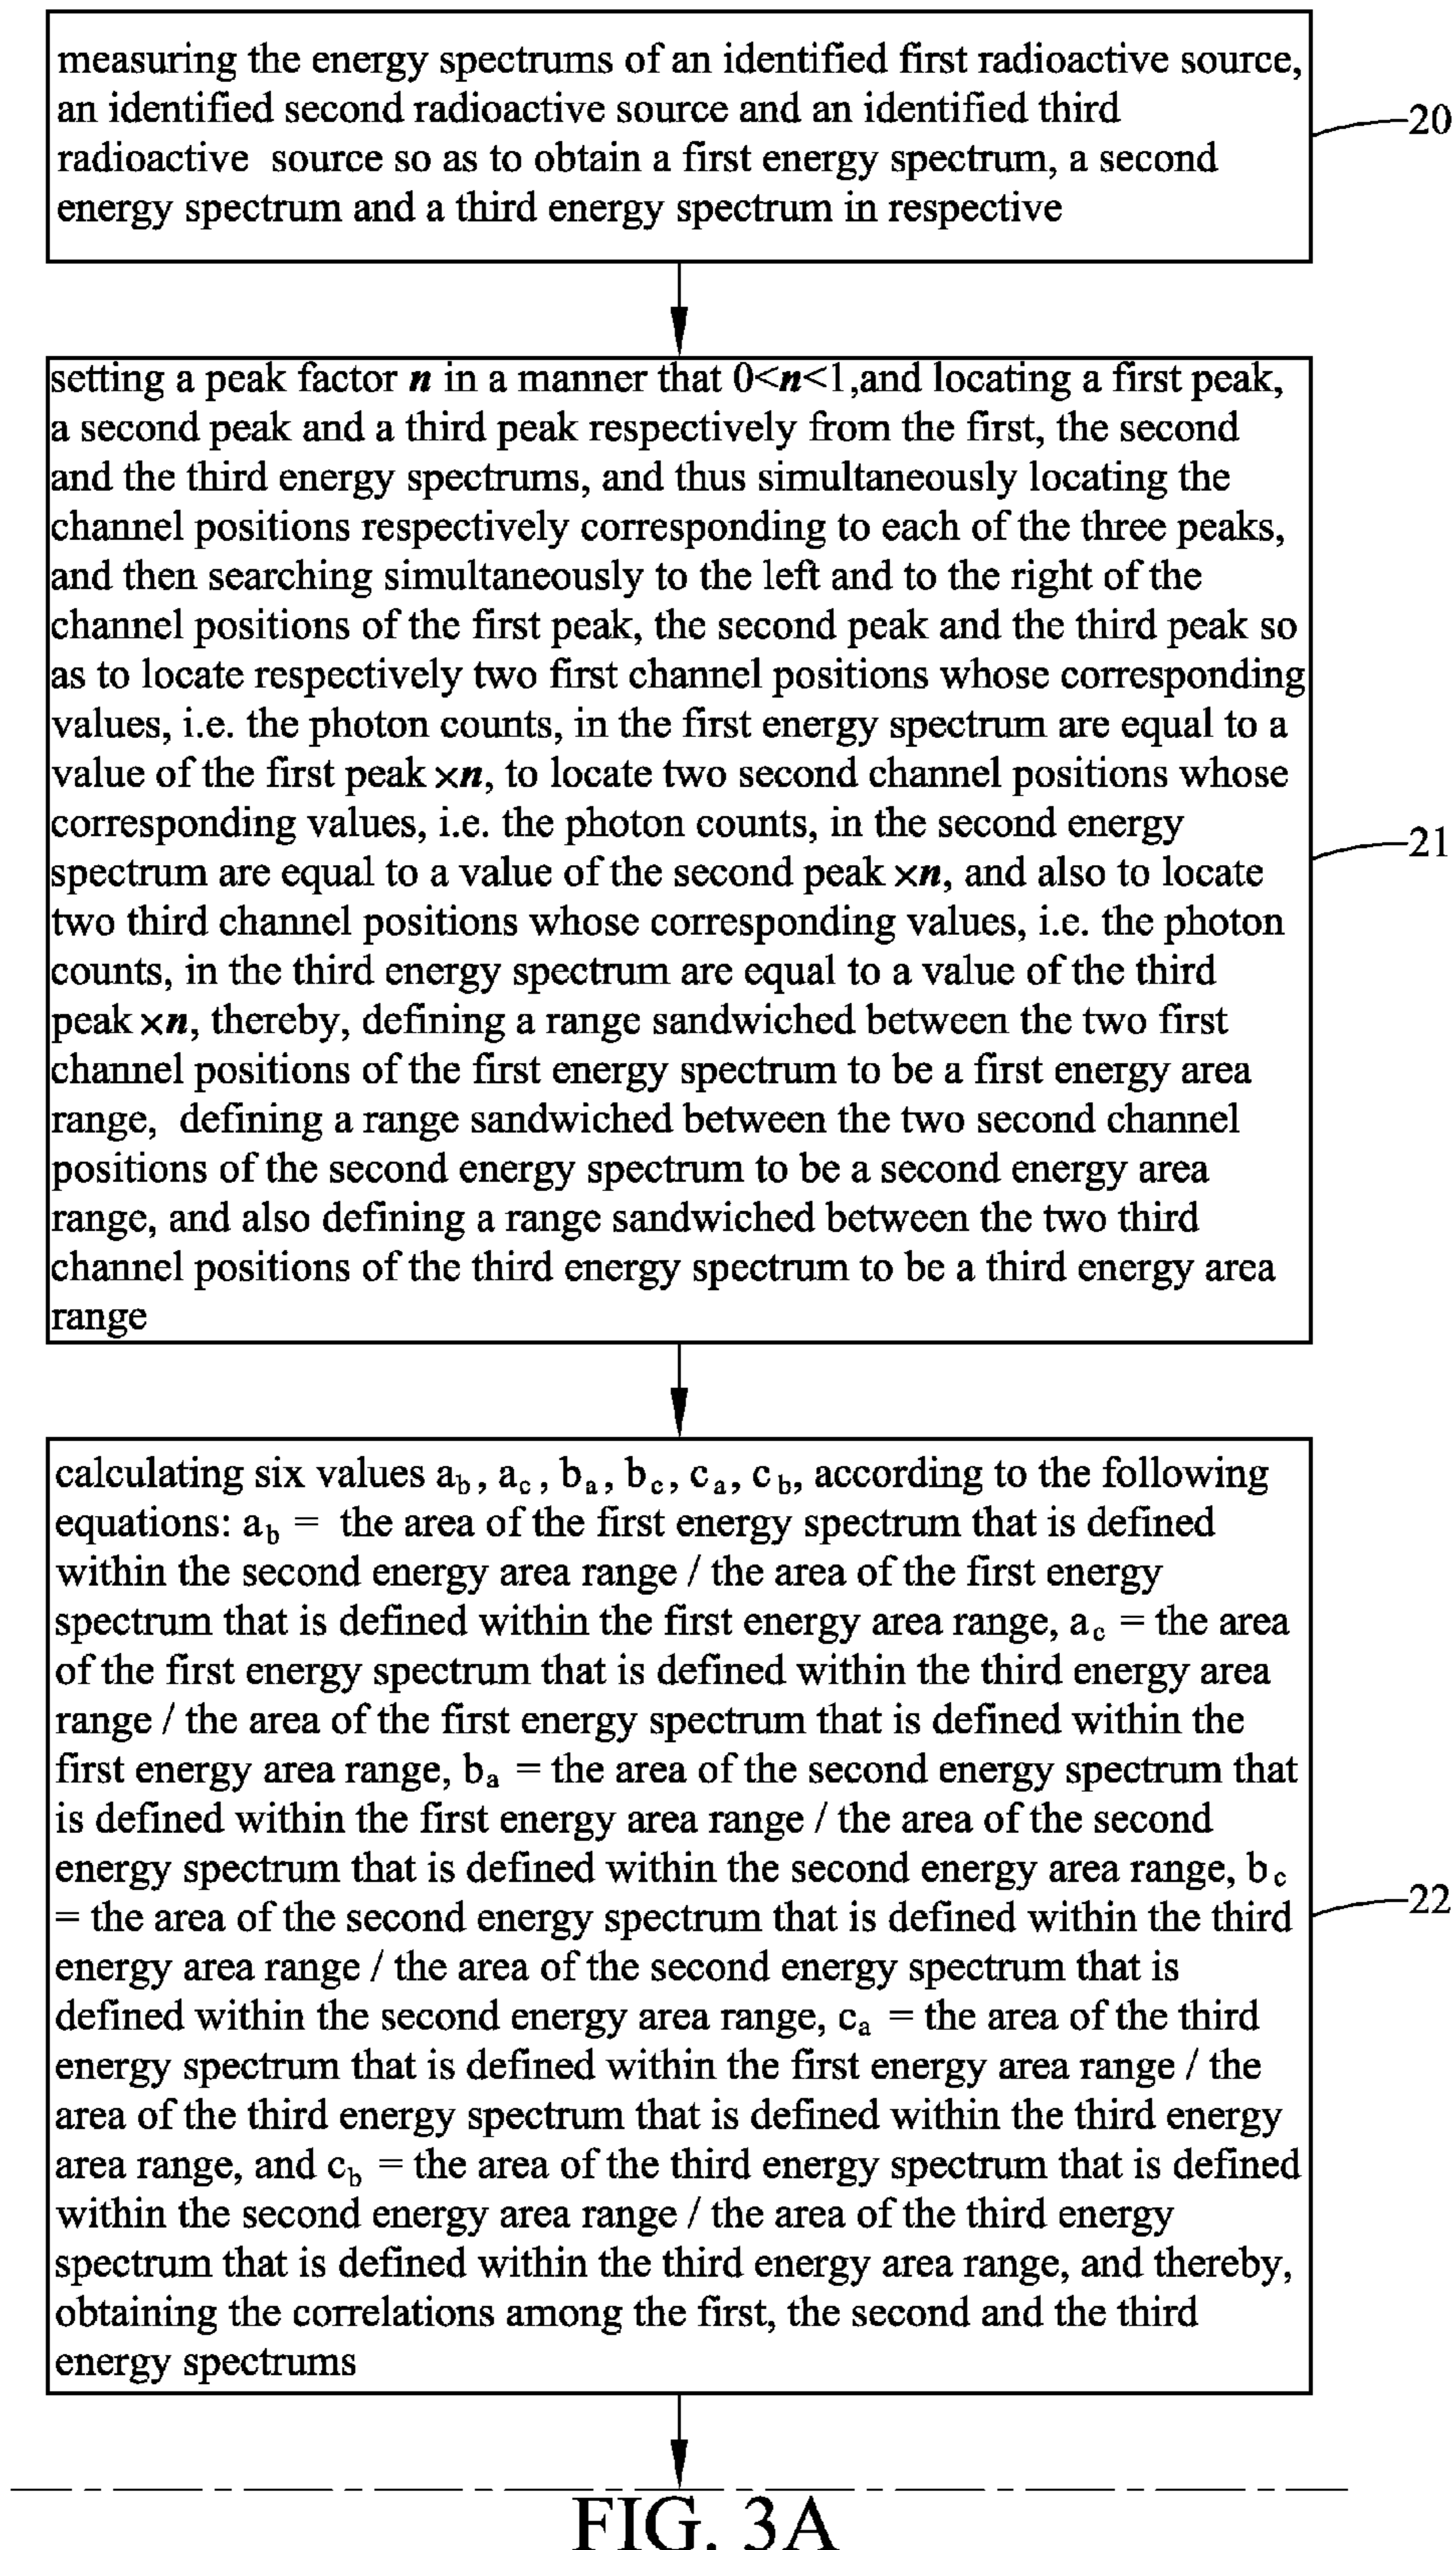 measuring the energy spectrums of an identified first radioactive source,
an identified second radioactive source and an identified third
radioactive source so as to obtain a first energy spectrum, a second
energy spectrum and a third energy spectrum in respective
20
setting a peak factor n in a manner that 0<n<1,and locating a first peak,
a second peak and a third peak respectively from the first, the second
and the third energy spectrums, and thus simultaneously locating the
channel positions respectively corresponding to each of the three peaks,
and then searching simultaneously to the left and to the right of the
channel positions of the first peak, the second peak and the third peak so
as to locate respectively two first channel positions whose corresponding
values, i.e. the photon counts, in the first energy spectrum are equal to a
value of the first peak ×n, to locate two second channel positions whose
corresponding values, i.e. the photon counts, in the second energy
spectrum are equal to a value of the second peak ×n, and also to locate
two third channel positions whose corresponding values, i.e. the photon
counts, in the third energy spectrum are equal to a value of the third
peak ×n, thereby, defining a range sandwiched between the two first
channel positions of the first energy spectrum to be a first energy area
range, defining a range sandwiched between the two second channel
positions of the second energy spectrum to be a second energy area
range, and also defining a range sandwiched between the two third
channel positions of the third energy spectrum to be a third energy area
range
21
calculating six values a_b, a_c, b_a, b_c, c_a, c_b, according to the following
equations: a_b = the area of the first energy spectrum that is defined
within the second energy area range / the area of the first energy
spectrum that is defined within the first energy area range, a_c = the area
of the first energy spectrum that is defined within the third energy area
range / the area of the first energy spectrum that is defined within the
first energy area range, b_a = the area of the second energy spectrum that
is defined within the first energy area range / the area of the second
energy spectrum that is defined within the second energy area range, b_c
= the area of the second energy spectrum that is defined within the third
energy area range / the area of the second energy spectrum that is
defined within the second energy area range, c_a = the area of the third
energy spectrum that is defined within the first energy area range / the
area of the third energy spectrum that is defined within the third energy
area range, and c_b = the area of the third energy spectrum that is defined
within the second energy area range / the area of the third energy
spectrum that is defined within the third energy area range, and thereby,
obtaining the correlations among the first, the second and the third
energy spectrums
22
FIG. 3A